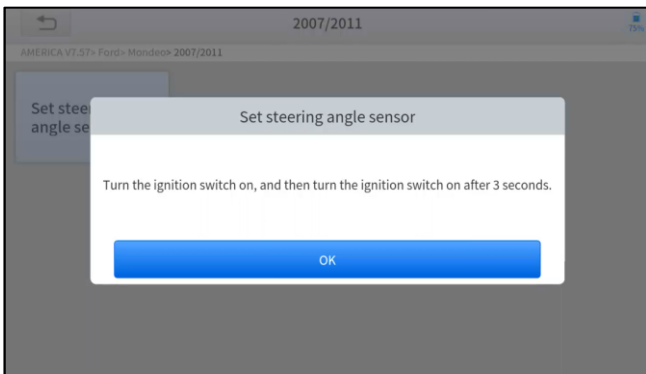 2007/2011
75%
AMERICA V7.57> Ford> Mondeo> 2007/2011
Set stee
angle se
Set steering angle sensor
Turn the ignition switch on, and then turn the ignition switch on after 3 seconds.
OK